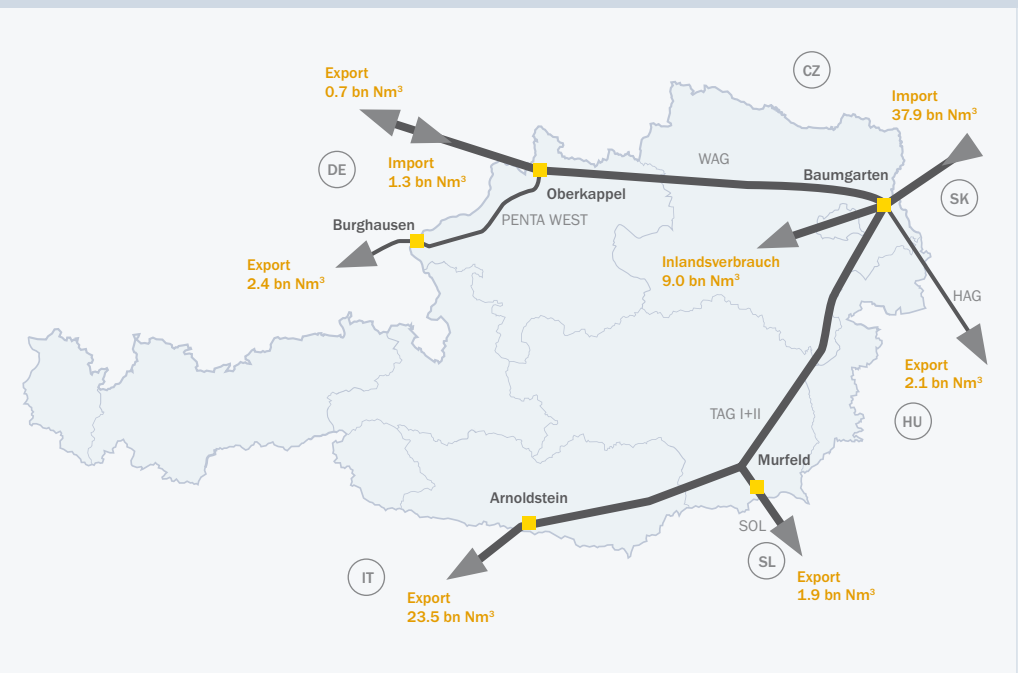 CZ
Export
0.7 bn Nm³
Import
37.9 bn Nm³
WAG
DE
Import
1.3 bn Nm³
Baumgarten
Oberkappel
SK
Burghausen
PENTA WEST
Export
2.4 bn Nm³
Inlandsverbrauch
9.0 bn Nm³
HAG
Export
2.1 bn Nm³
TAG I+II
HU
Murfeld
Arnoldstein
SOL
SL
IT
Export
1.9 bn Nm³
Export
23.5 bn Nm³